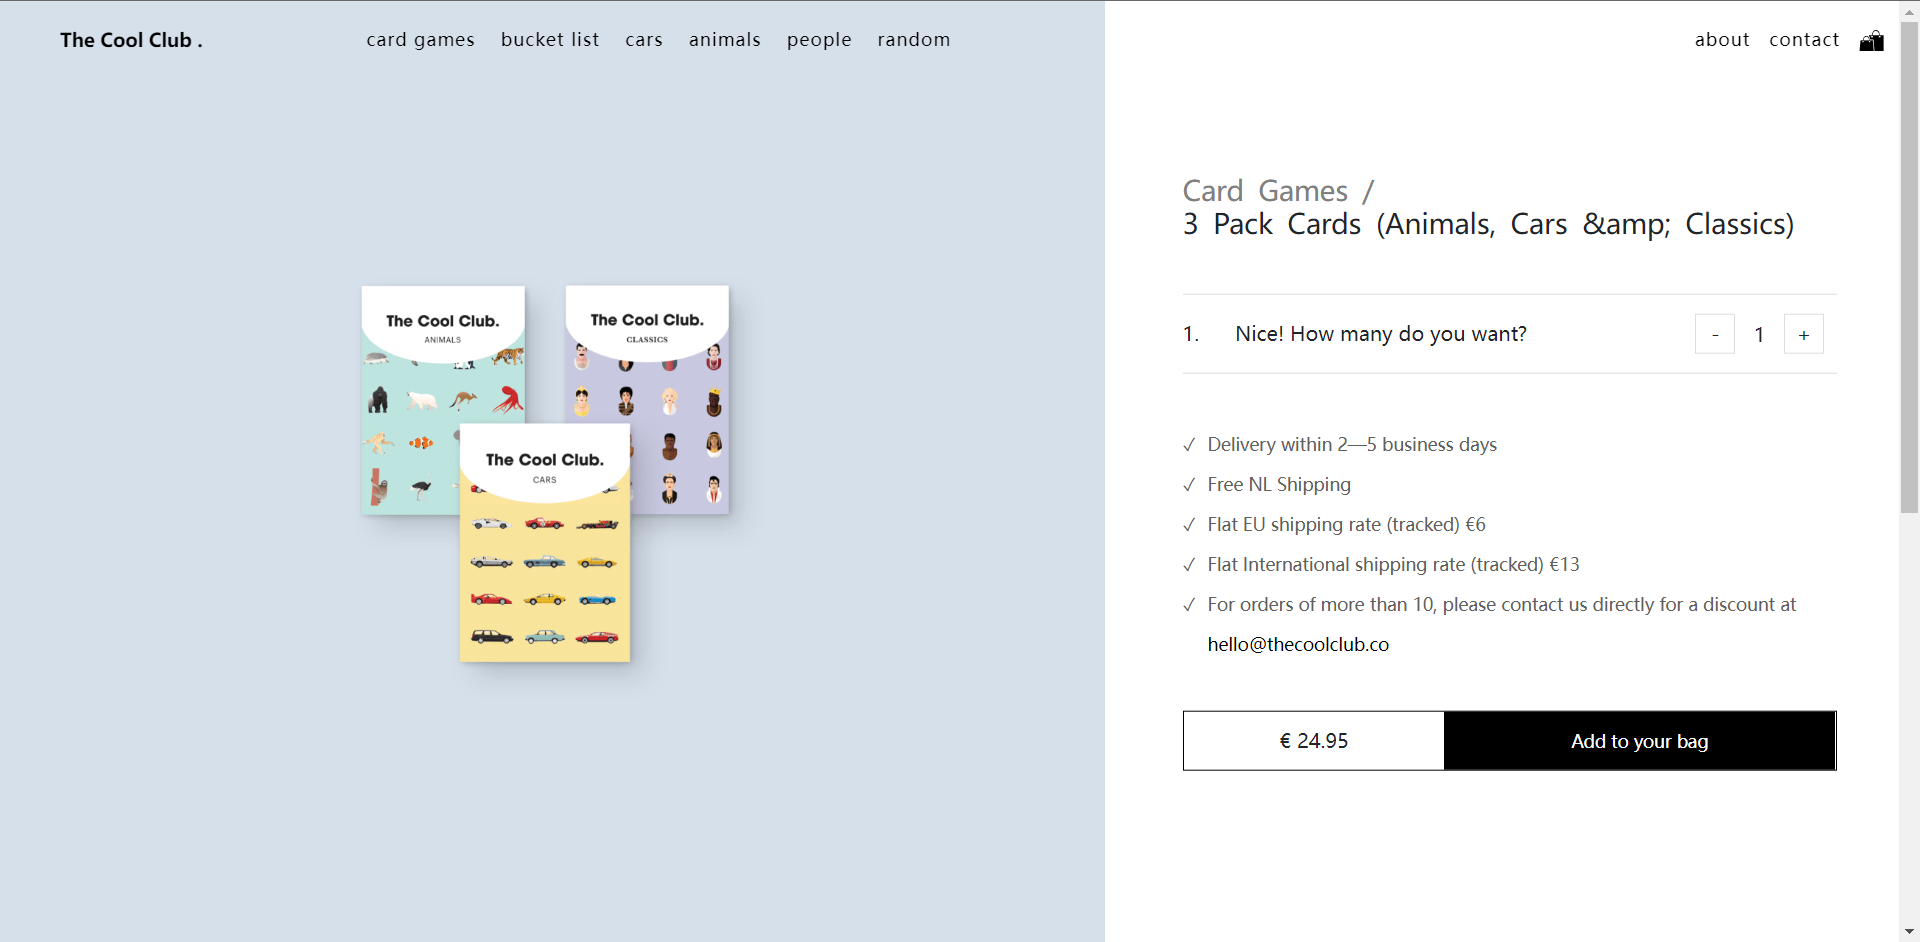 The Cool Club .
card games bucket list cars animals people random
about contact
The Cool Club.
ANIMALS
The Cool Club.
CLASSICS
The Cool Club.
CARS
Card Games /
3 Pack Cards (Animals, Cars &amp; Classics)
1. Nice! How many do you want? - 1 +
✓ Delivery within 2—5 business days
✓ Free NL Shipping
✓ Flat EU shipping rate (tracked) €6
✓ Flat International shipping rate (tracked) €13
✓ For orders of more than 10, please contact us directly for a discount at
hello@thecoolclub.co
€ 24.95 Add to your bag